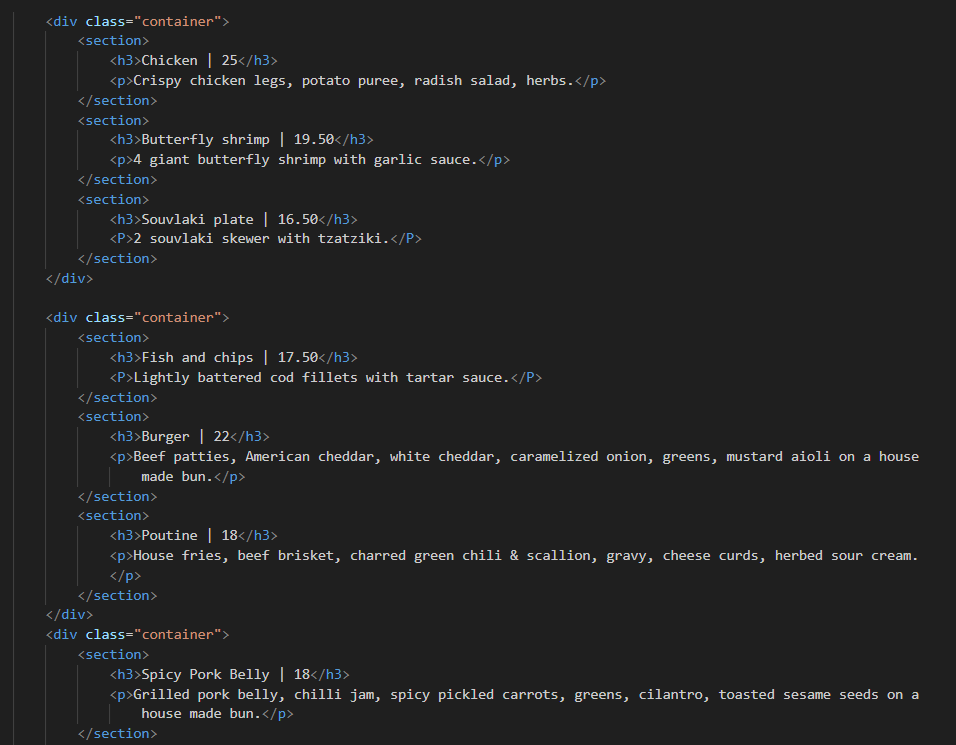 <div class="container">
<section>
<h3>Chicken | 25</h3>
<p>Crispy chicken legs, potato puree, radish salad, herbs.</p>
</section>
<section>
<h3>Butterfly shrimp | 19.50</h3>
<p>4 giant butterfly shrimp with garlic sauce.</p>
</section>
<section>
<h3>Souvlaki plate | 16.50</h3>
<P>2 souvlaki skewer with tzatziki.</P>
</section>
</div>
<div class="container">
<section>
<h3>Fish and chips | 17.50</h3>
<P>Lightly battered cod fillets with tartar sauce.</P>
</section>
<section>
<h3>Burger | 22</h3>
<p>Beef patties, American cheddar, white cheddar, caramelized onion, greens, mustard aioli on a house
made bun.</p>
</section>
<section>
<h3>Poutine | 18</h3>
<p>House fries, beef brisket, charred green chili & scallion, gravy, cheese curds, herbed sour cream.
</p>
</section>
</div>
<div class="container">
<section>
<h3>Spicy Pork Belly | 18</h3>
<p>Grilled pork belly, chilli jam, spicy pickled carrots, greens, cilantro, toasted sesame seeds on a
house made bun.</p>
</section>